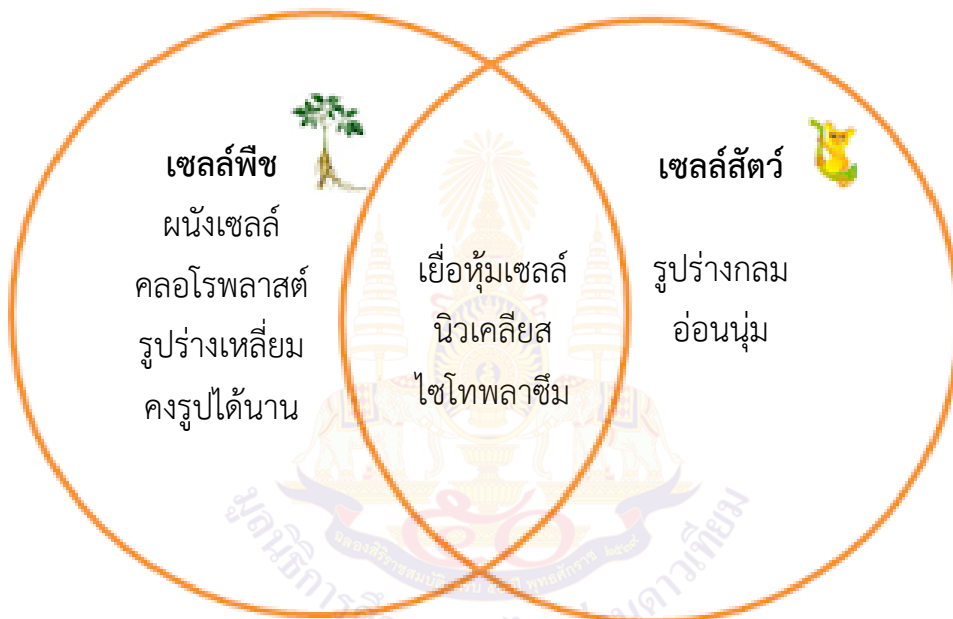 เซลล์พืช
ผนังเซลล์
คลอโรพลาสต์
รูปร่างเหลี่ยม
คงรูปได้นาน
เยื่อหุ้มเซลล์
นิวเคลียส
ไซโทพลาซึม
เซลล์สัตว์
รูปร่างกลม
อ่อนนุ่ม